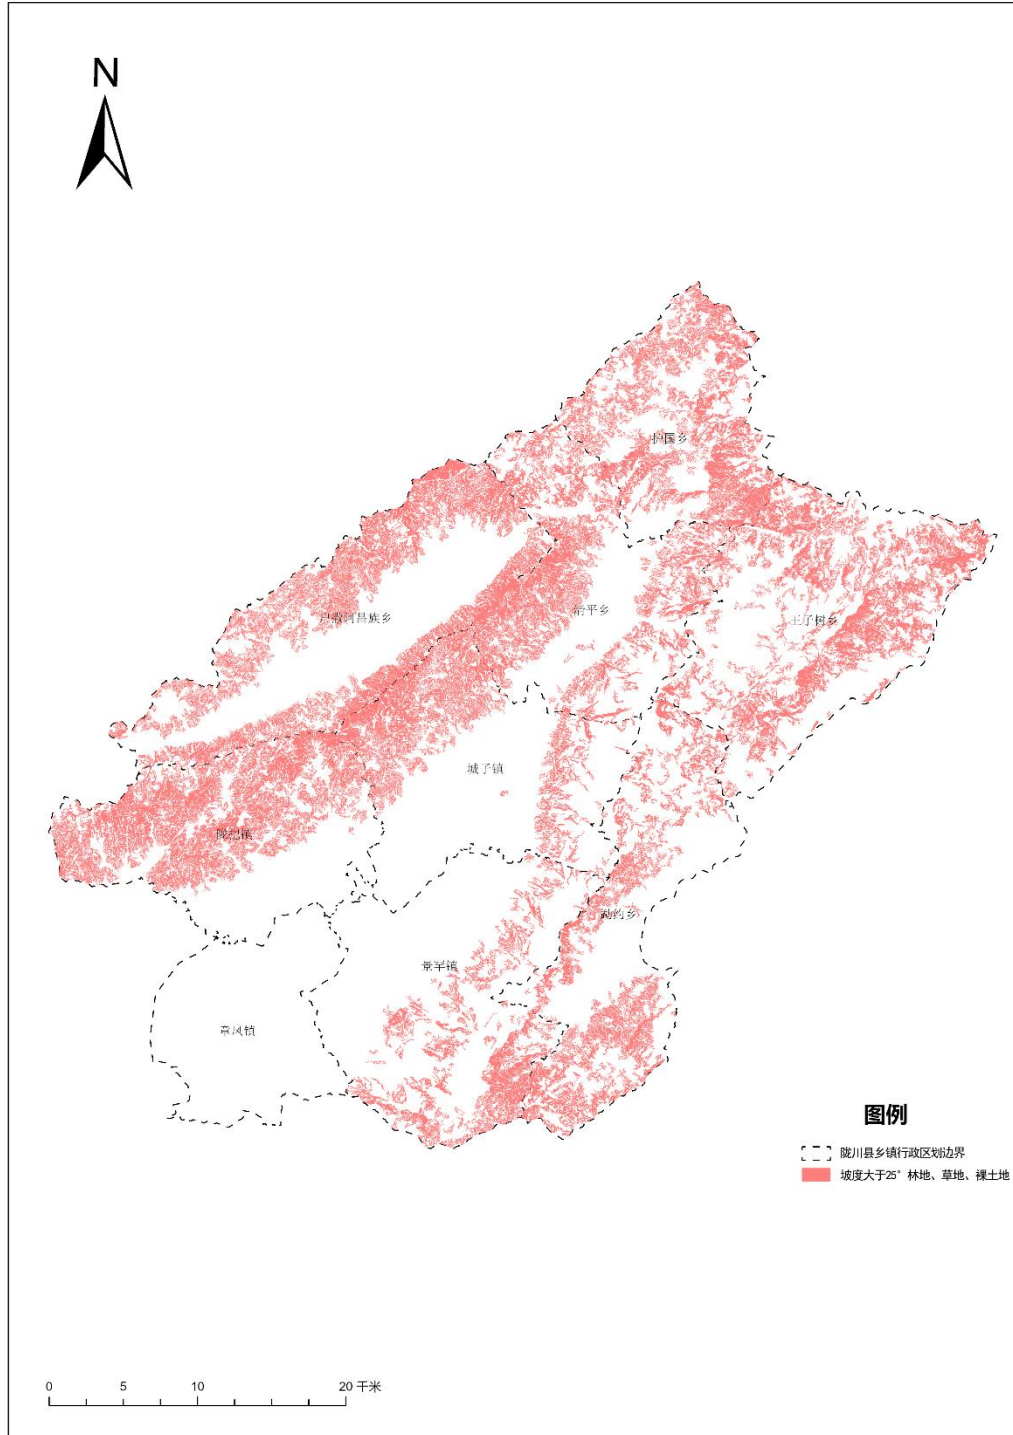 N
护国乡
户撒阿昌族乡
清平乡
王子树乡
城子镇
陇把镇
勐约乡
景罕镇
章凤镇
图例
陇川县乡镇行政区划边界
坡度大于25°林地、草地、裸土地
0 5 10 20 千米